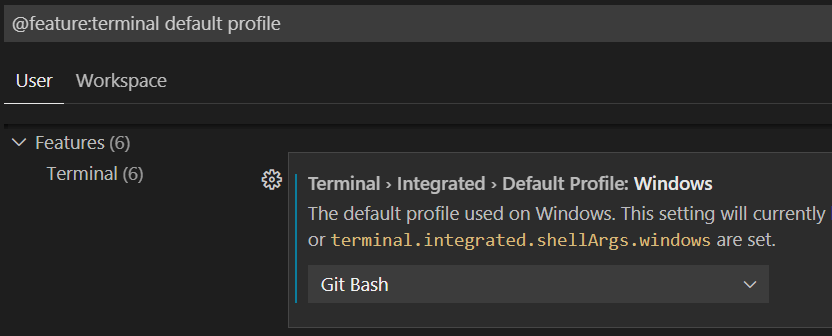 @feature:terminal default profile
User Workspace
Features (6)
Terminal (6)
Terminal › Integrated › Default Profile: Windows
The default profile used on Windows. This setting will currently
or terminal.integrated.shellArgs.windows are set.
Git Bash